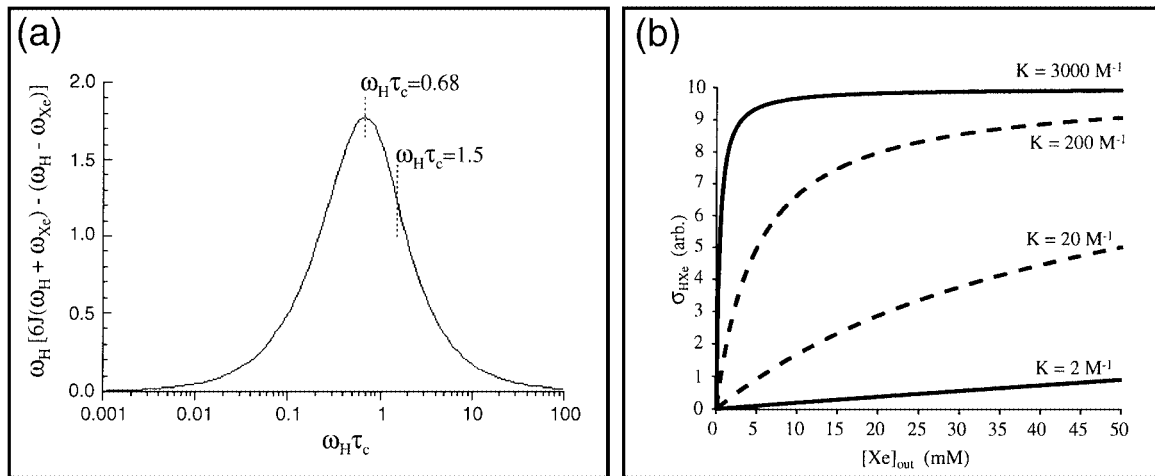 (a)
ω_H [6J(ω_H + ω_Xe) - (ω_H - ω_Xe)]
2.0
1.5
1.0
0.5
0.0
ω_Hτ_c=0.68
ω_Hτ_c=1.5
0.001 0.01 0.1 1 10 100
ω_Hτ_c
(b)
σ_HXe (arb.)
10
9
8
7
6
5
4
3
2
1
0
K = 3000 M⁻¹
K = 200 M⁻¹
K = 20 M⁻¹
K = 2 M⁻¹
0 5 10 15 20 25 30 35 40 45 50
[Xe]_out (mM)